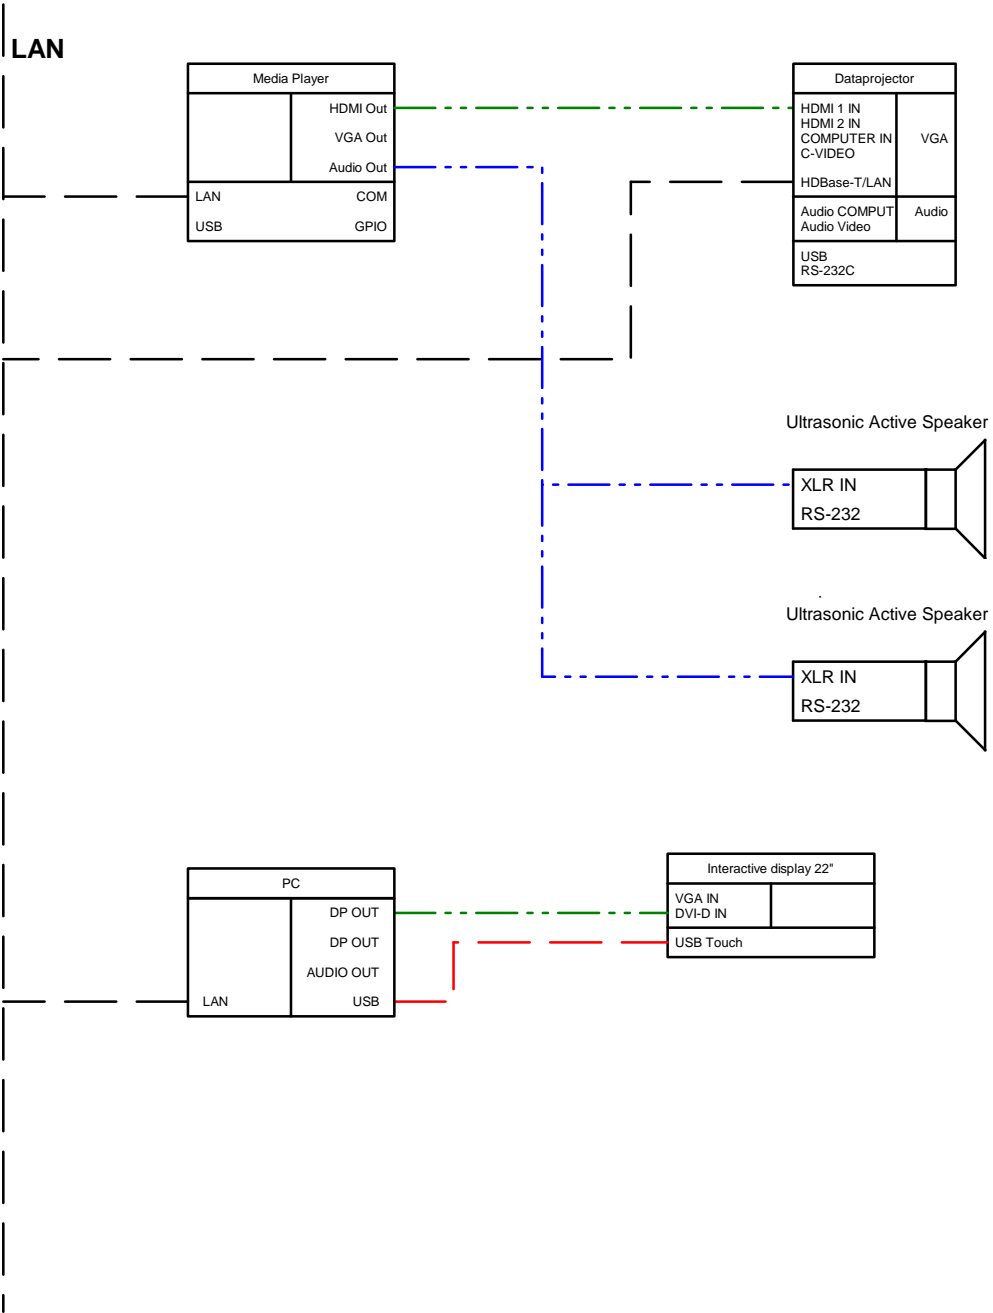 LAN
Media Player
HDMI Out
VGA Out
Audio Out
LAN
COM
USB
GPIO
Dataprojector
HDMI 1 IN
HDMI 2 IN
COMPUTER IN
VGA
C-VIDEO
HDBase-T/LAN
Audio COMPUT
Audio
Audio Video
USB
RS-232C
Ultrasonic Active Speaker
XLR IN
RS-232
Ultrasonic Active Speaker
XLR IN
RS-232
PC
DP OUT
DP OUT
AUDIO OUT
LAN
USB
Interactive display 22"
VGA IN
DVI-D IN
USB Touch